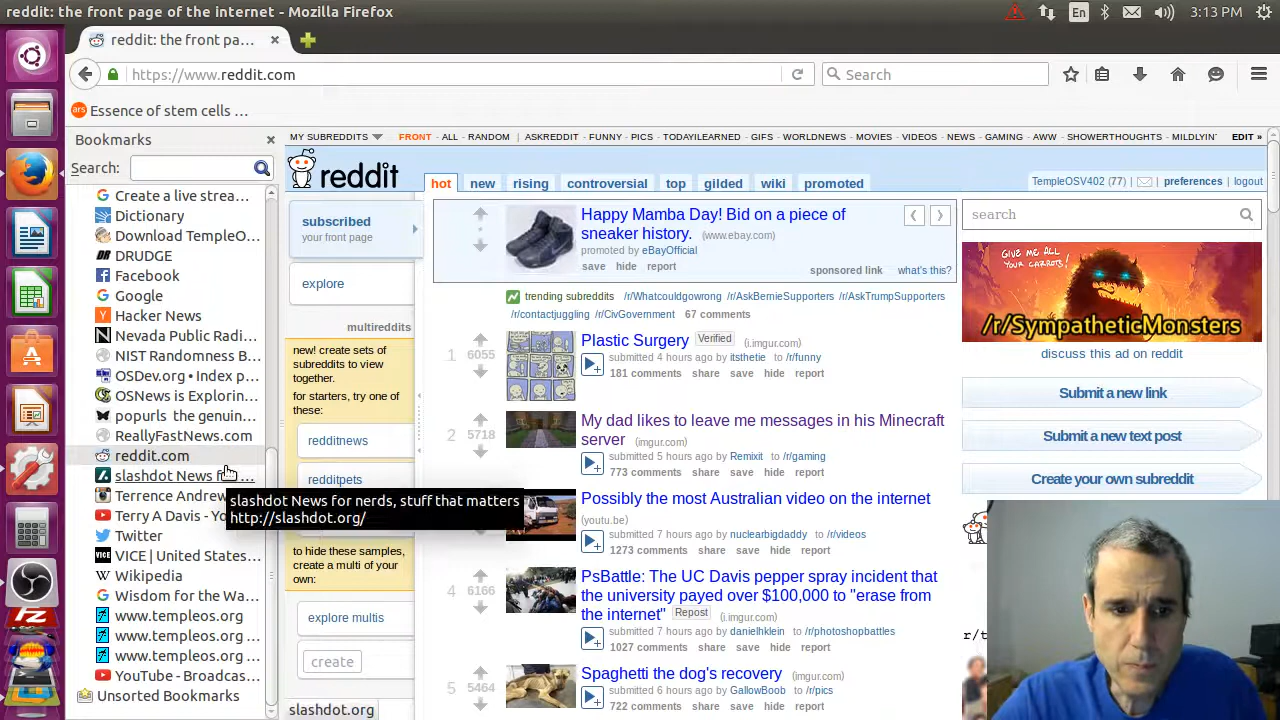 reddit: the front page of the internet - Mozilla Firefox
En
3:13 PM
reddit: the front pa...
https://www.reddit.com
Search
ars
Essence of stem cells ...
Bookmarks
Search:
Create a live strea...
Dictionary
Download TempleO...
DRUDGE
Facebook
Google
Hacker News
Nevada Public Radi...
NIST Randomness B...
OSDev.org • Index p...
OSNews is Explorin...
popurls the genuin...
ReallyFastNews.com
reddit.com
slashdot News f
Terrence Andrew
Terry A Davis - Yo
Twitter
VICE | United States...
Wikipedia
Wisdom for the Wa...
www.templeos.org
www.templeos.org ...
www.templeos.org ...
YouTube - Broadcas...
Unsorted Bookmarks
slashdot News for nerds, stuff that matters
http://slashdot.org/
MY SUBREDDITS FRONT - ALL - RANDOM | ASKREDDIT - FUNNY - PICS - TODAYILEARNED - GIFS - WORLDNEWS - MOVIES - VIDEOS - NEWS - GAMING - AWW - SHOWERTHOUGHTS - MILDLYIN EDIT »
reddit
hot new rising controversial top gilded wiki promoted
TempleOSV402 (77) | | preferences | logout
subscribed
your front page
explore
multireddits
new! create sets of
subreddits to view
together.
for starters, try one of
these:
redditnews
redditpets
to hide these samples,
create a multi of your
own:
explore multis
create
slashdot.org
Happy Mamba Day! Bid on a piece of
sneaker history. (www.ebay.com)
promoted by eBayOfficial
save hide report
sponsored link what's this?
trending subreddits /r/Whatcouldgowrong /r/AskBernieSupporters /r/AskTrumpSupporters
/r/contactjuggling /r/CivGovernment 67 comments
1
6055
Plastic Surgery Verified (i.imgur.com)
submitted 4 hours ago by itsthetie to /r/funny
181 comments share save hide report
2
5718
My dad likes to leave me messages in his Minecraft
server (imgur.com)
submitted 5 hours ago by Remixit to /r/gaming
773 comments share save hide report
Possibly the most Australian video on the internet
(youtu.be)
submitted 7 hours ago by nuclearbigdaddy to /r/videos
1273 comments share save hide report
4
6166
PsBattle: The UC Davis pepper spray incident that
the university payed over $100,000 to "erase from
the internet" Repost (i.imgur.com)
submitted 7 hours ago by danielhklein to /r/photoshopbattles
1027 comments share save hide report
5
5464
Spaghetti the dog's recovery (imgur.com)
submitted 6 hours ago by GallowBoob to /r/pics
722 comments share save hide report
search
GIVE ME ALL
YOUR CARROTS!
/r/SympatheticMonsters
discuss this ad on reddit
Submit a new link
Submit a new text post
Create your own subreddit
/r/t